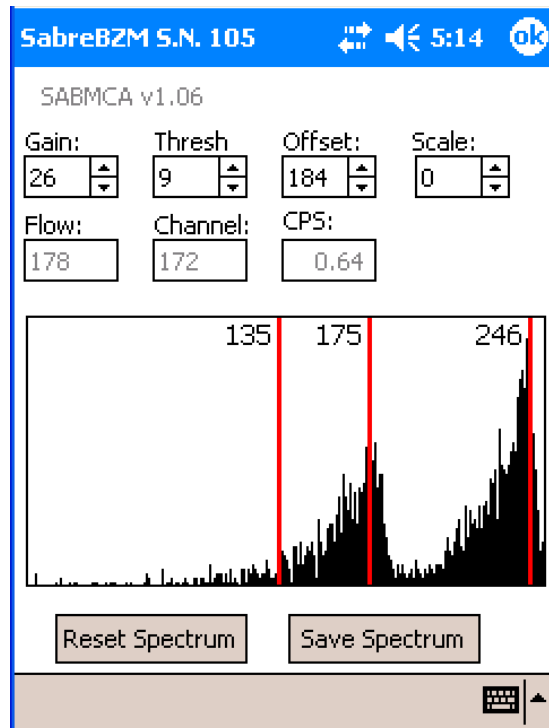 SabreBZM S.N. 105 5:14 ok
SABMCA v1.06
Gain: Thresh Offset: Scale:
26 9 184 0
Flow: Channel: CPS:
178 172 0.64
135 175 246
Reset Spectrum Save Spectrum